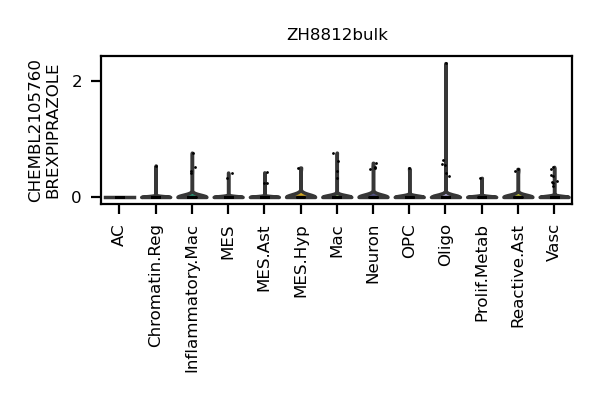 ZH8812bulk
CHEMBL2105760
BREXPIPRAZOLE
2
0
AC
Chromatin.Reg
Inflammatory.Mac
MES
MES.Ast
MES.Hyp
Mac
Neuron
OPC
Oligo
Prolif.Metab
Reactive.Ast
Vasc